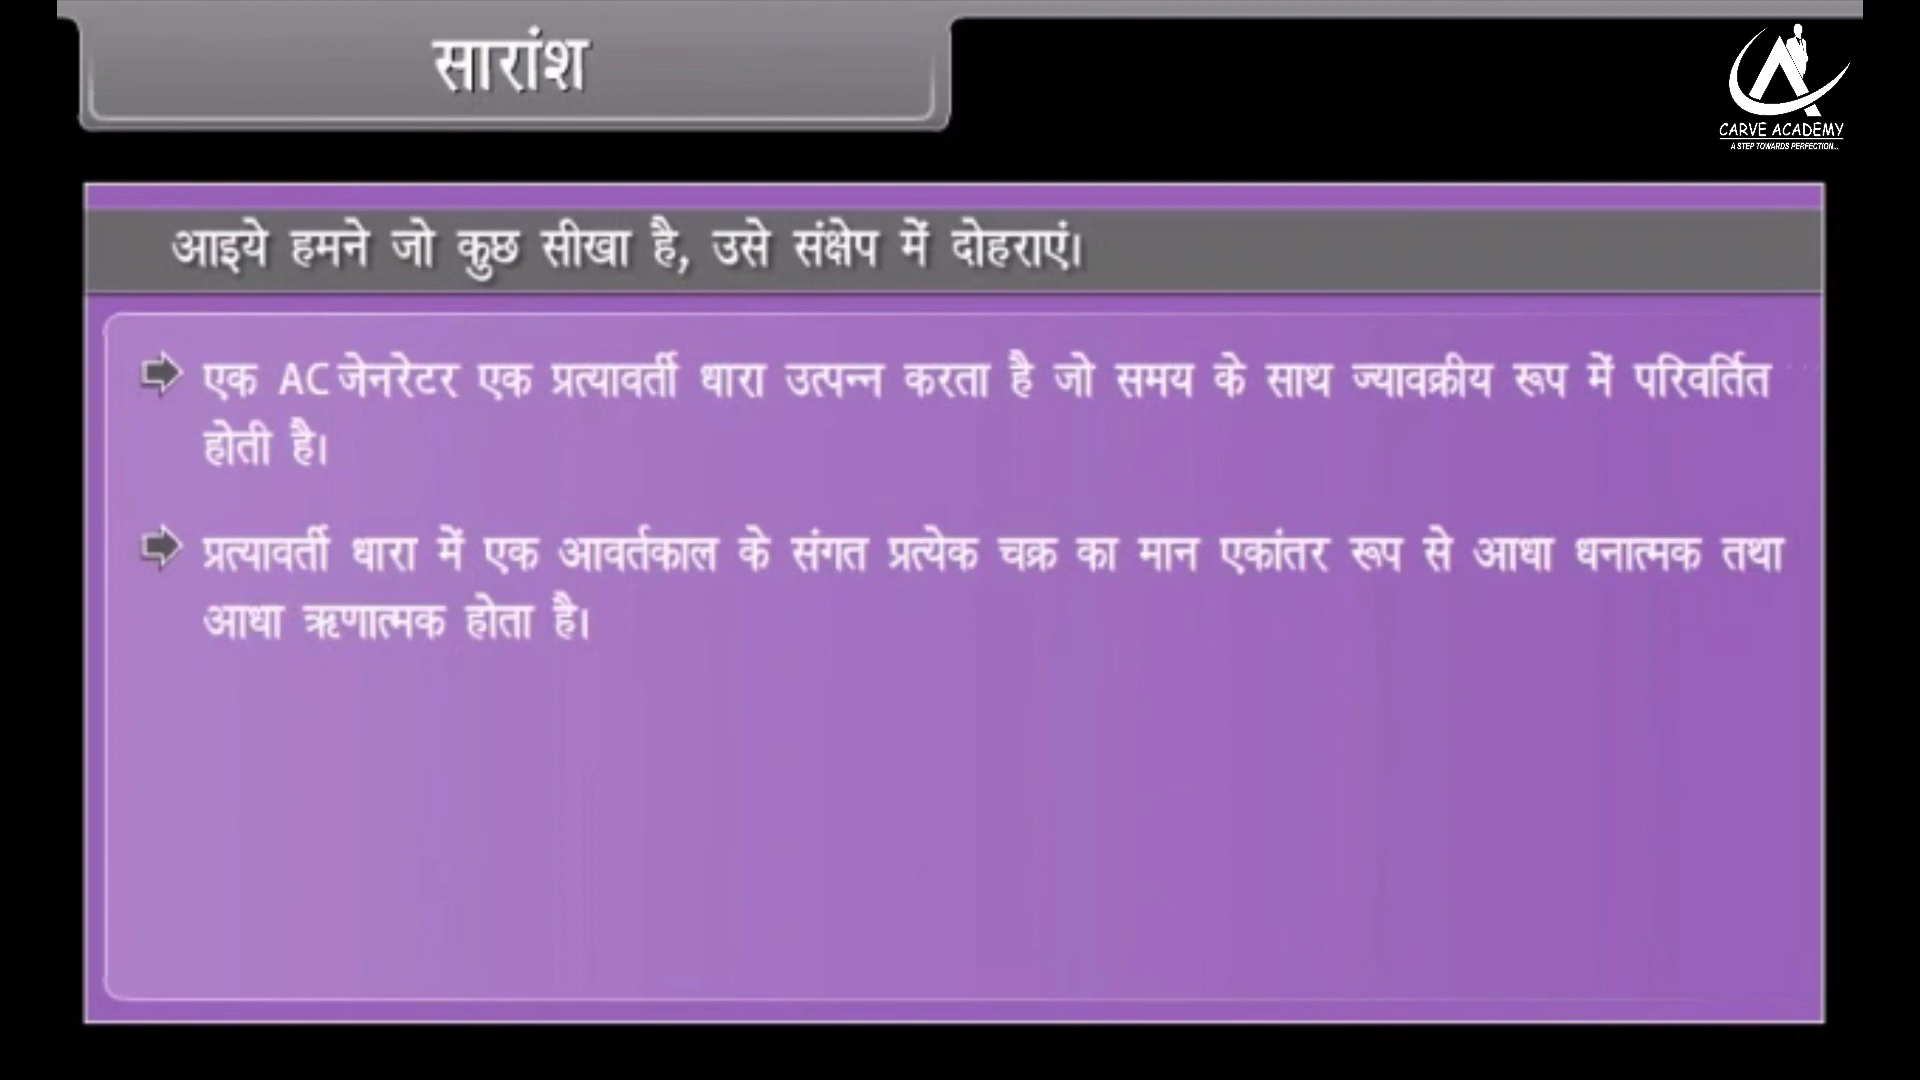 सारांश
CARVE ACADEMY
A STEP TOWARDS PERFECTION...
आइये हमने जो कुछ सीखा है, उसे संक्षेप में दोहराएं।
एक AC जेनरेटर एक प्रत्यावर्ती धारा उत्पन्न करता है जो समय के साथ ज्यावक्रीय रूप में परिवर्तित
होती है।
प्रत्यावर्ती धारा में एक आवर्तकाल के संगत प्रत्येक चक्र का मान एकांतर रूप से आधा धनात्मक तथा
आधा ऋणात्मक होता है।